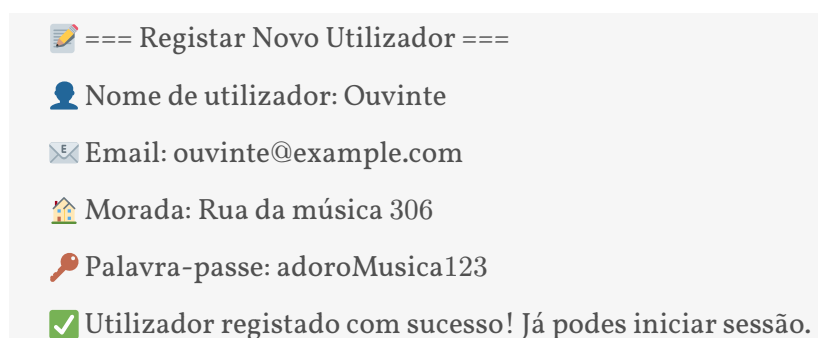 📝 === Registar Novo Utilizador ===
👤 Nome de utilizador: Ouvinte
📧 Email: ouvinte@example.com
🏠 Morada: Rua da música 306
🔑 Palavra-passe: adoroMusica123
✅ Utilizador registado com sucesso! Já podes iniciar sessão.